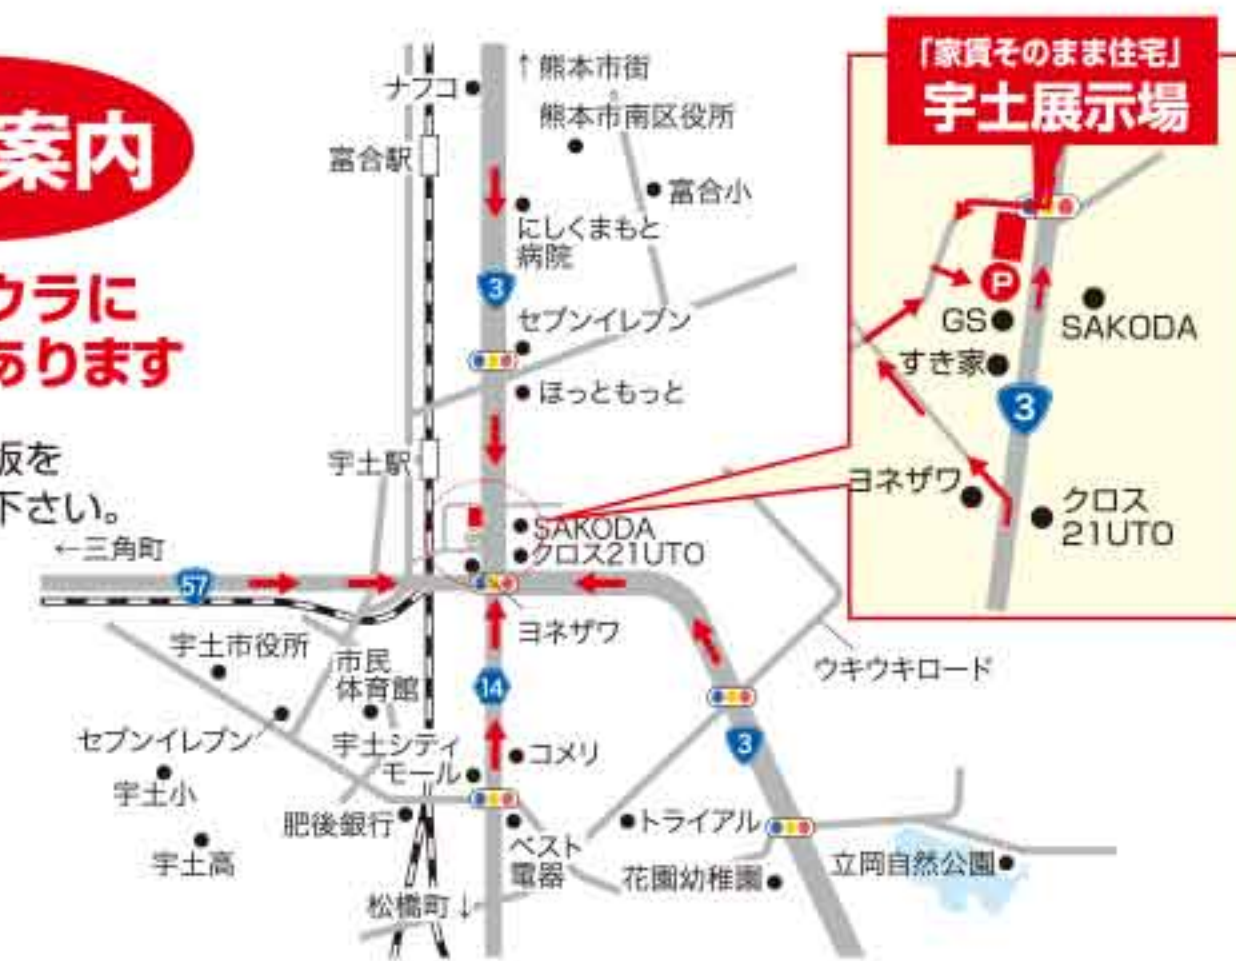 案内
ウラに
あります
板を
下さい。
←三角町
ナフコ
↑熊本市街
熊本市南区役所
富合駅
富合小
にしくまもと
病院
3
セブンイレブン
ほっともっと
宇土駅
SAKODA
クロス21UTO
57
ヨネザワ
宇土市役所
市民
体育館
14
ウキウキロード
セブンイレブン
宇土シティ
モール
コメリ
3
宇土小
肥後銀行
ベスト
電器
トライアル
宇土高
花園幼稚園
立岡自然公園
松橋町↓
「家賃そのまま住宅」
宇土展示場
P
GS
SAKODA
すき家
3
ヨネザワ
クロス
21UTO